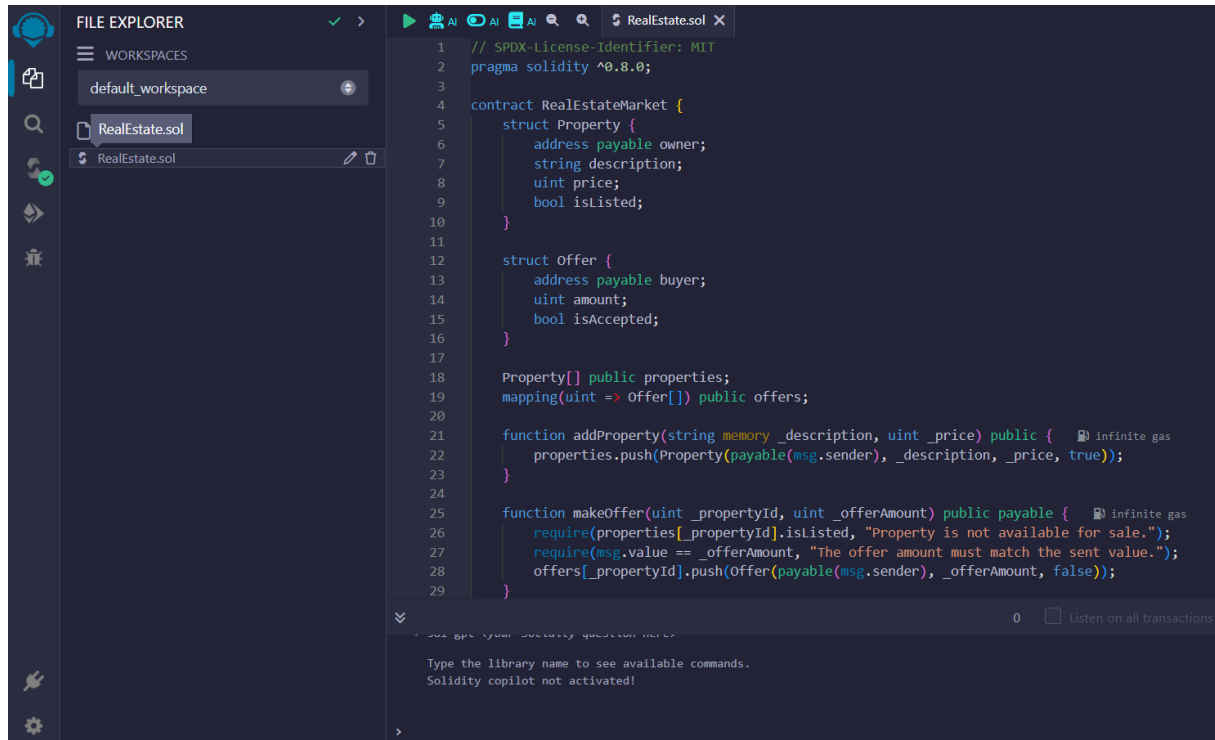 FILE EXPLORER
WORKSPACES
default_workspace
RealEstate.sol
RealEstate.sol
AI AI AI RealEstate.sol
1 // SPDX-License-Identifier: MIT
2 pragma solidity ^0.8.0;
3
4 contract RealEstateMarket {
5 struct Property {
6 address payable owner;
7 string description;
8 uint price;
9 bool isListed;
10 }
11
12 struct Offer {
13 address payable buyer;
14 uint amount;
15 bool isAccepted;
16 }
17
18 Property[] public properties;
19 mapping(uint => Offer[]) public offers;
20
21 function addProperty(string memory _description, uint _price) public { infinite gas
22 properties.push(Property(payable(msg.sender), _description, _price, true));
23 }
24
25 function makeOffer(uint _propertyId, uint _offerAmount) public payable { infinite gas
26 require(properties[_propertyId].isListed, "Property is not available for sale.");
27 require(msg.value == _offerAmount, "The offer amount must match the sent value.");
28 offers[_propertyId].push(Offer(payable(msg.sender), _offerAmount, false));
29 }
0 Listen on all transactions
Type the library name to see available commands.
Solidity copilot not activated!
>